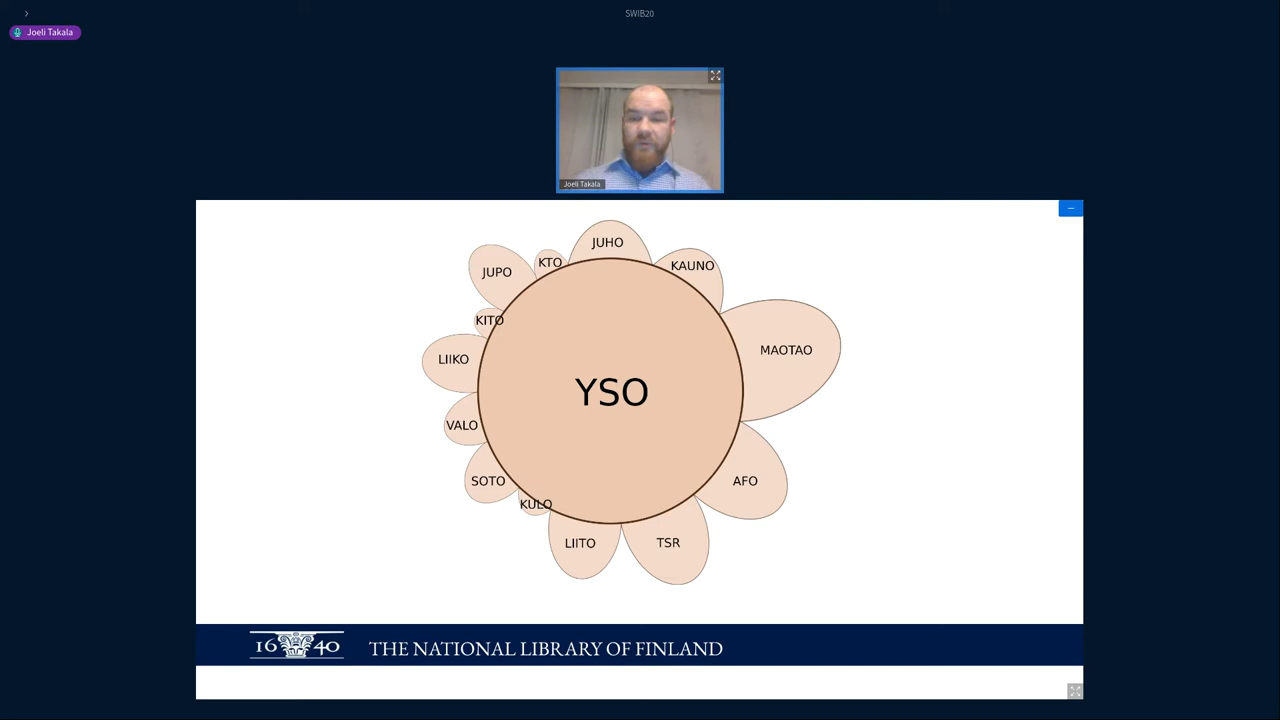 SWIB20
Joeli Takala
Joeli Takala
JUHO
KTO
KAUNO
JUPO
KITO
MAOTAO
LIIKO
YSO
VALO
SOTO
AFO
KULO
LIITO
TSR
1640
THE NATIONAL LIBRARY OF FINLAND